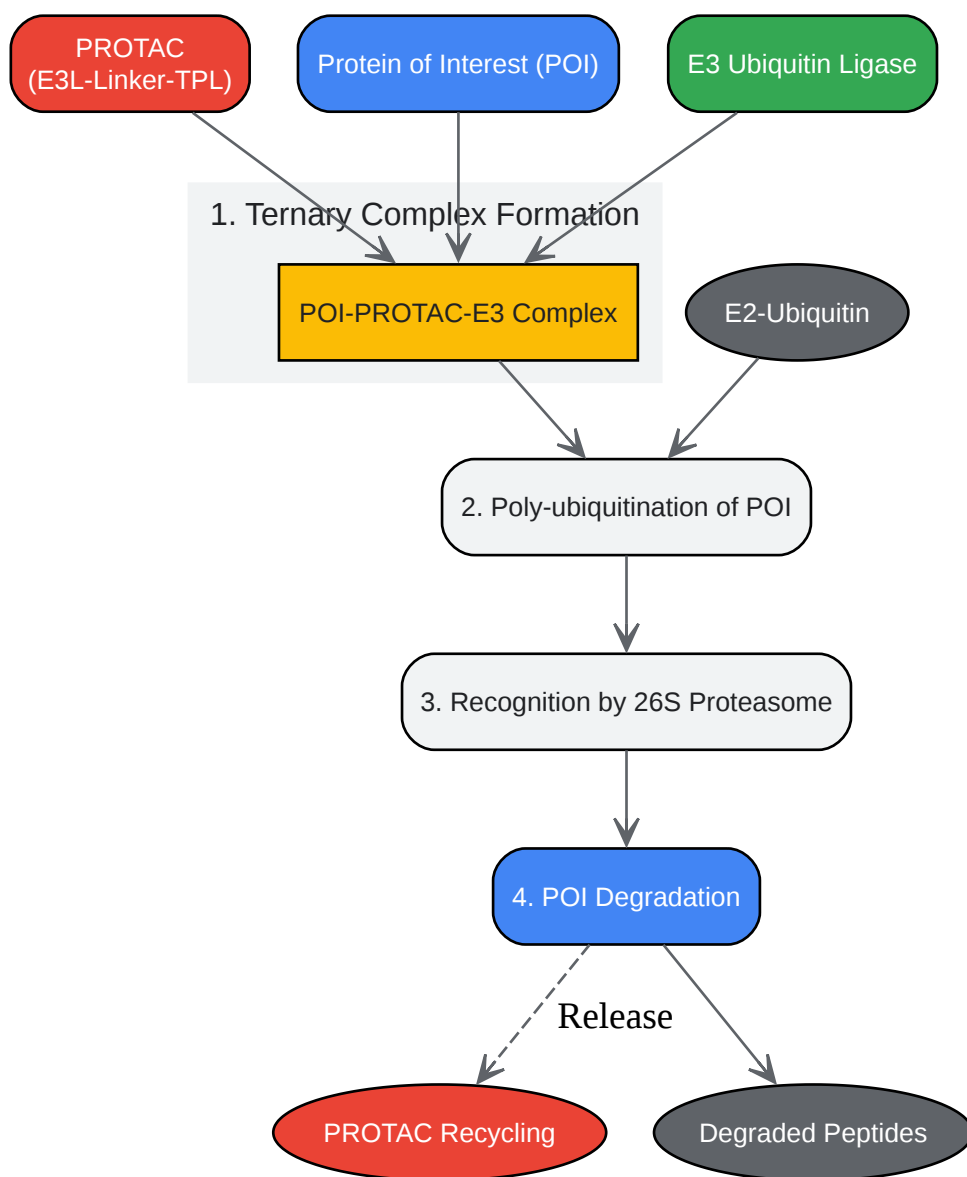 PROTAC
(E3L-Linker-TPL)
Protein of Interest (POI)
E3 Ubiquitin Ligase
1. Ternary Complex Formation
POI-PROTAC-E3 Complex
E2-Ubiquitin
2. Poly-ubiquitination of POI
3. Recognition by 26S Proteasome
4. POI Degradation
Release
PROTAC Recycling
Degraded Peptides